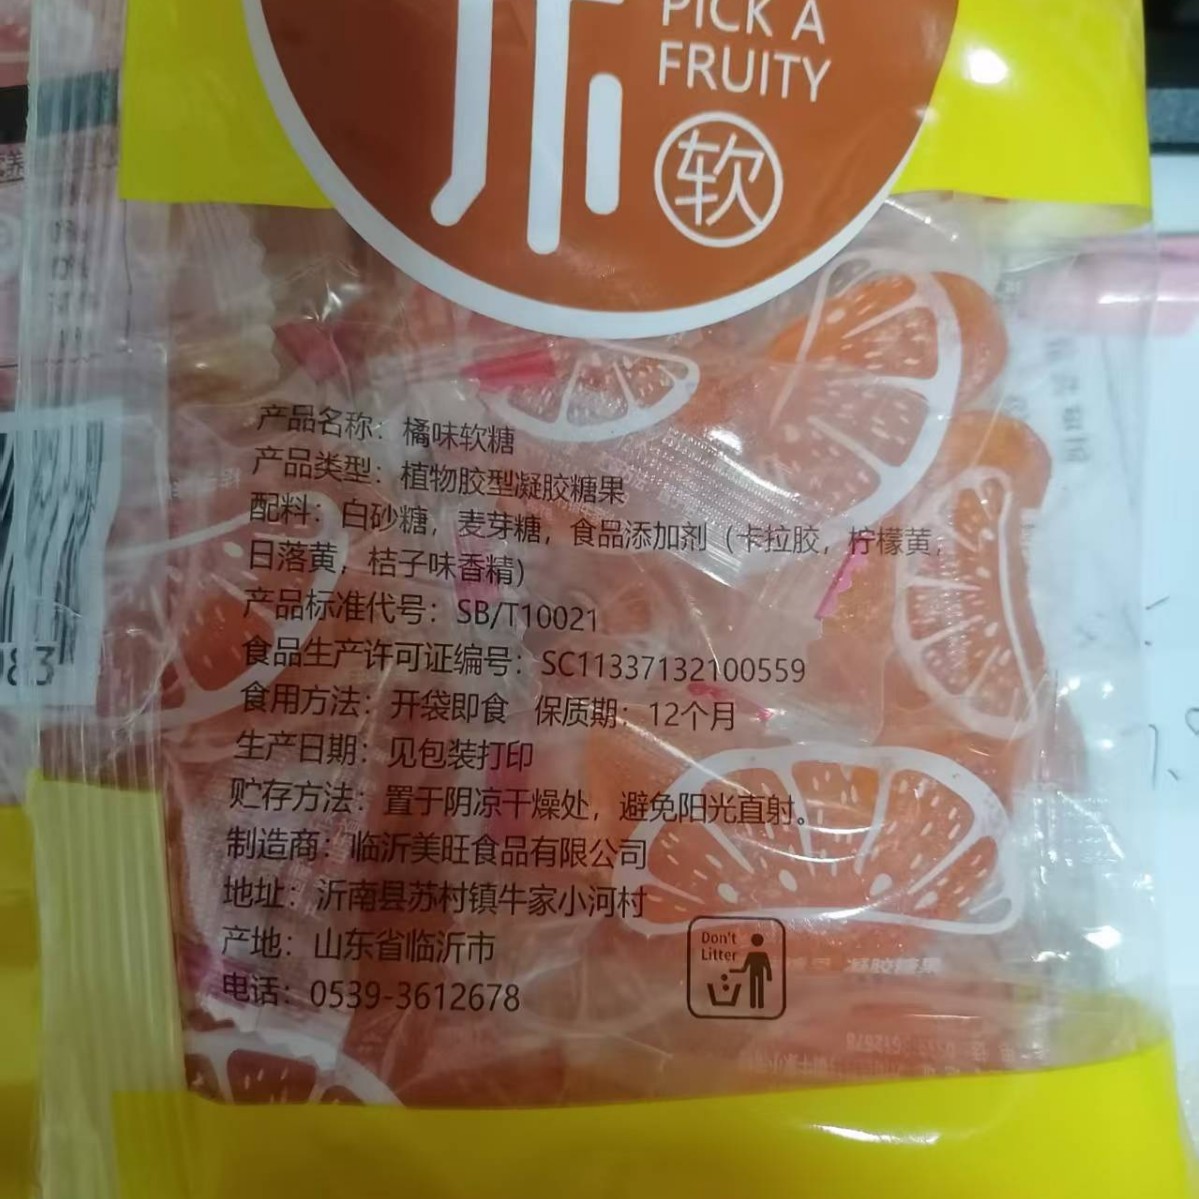 PICK A
FRUITY
软
产品名称：橘味软糖
产品类型：植物胶型凝胶糖果
配料：白砂糖，麦芽糖，食品添加剂（卡拉胶，柠檬黄，
日落黄，桔子味香精）
产品标准代号：SB/T10021
食品生产许可证编号：SC11337132100559
食用方法：开袋即食 保质期：12个月
生产日期：见包装打印
贮存方法：置于阴凉干燥处，避免阳光直射。
制造商：临沂美旺食品有限公司
地址：沂南县苏村镇牛家小河村
产地：山东省临沂市
电话：0539-3612678
Don't
Litter
凝胶糖果
083